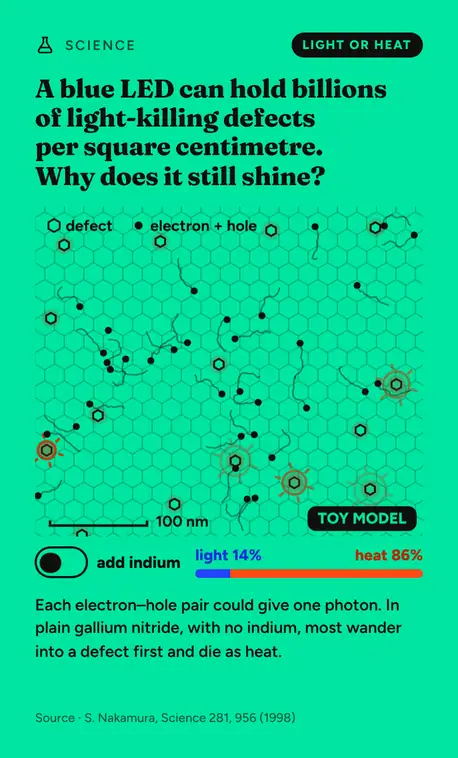 SCIENCE
LIGHT OR HEAT
A blue LED can hold billions
of light-killing defects
per square centimetre.
Why does it still shine?
defect
electron + hole
100 nm
TOY MODEL
add indium
light 14%
heat 86%
Each electron–hole pair could give one photon. In
plain gallium nitride, with no indium, most wander
into a defect first and die as heat.
Source · S. Nakamura, Science 281, 956 (1998)